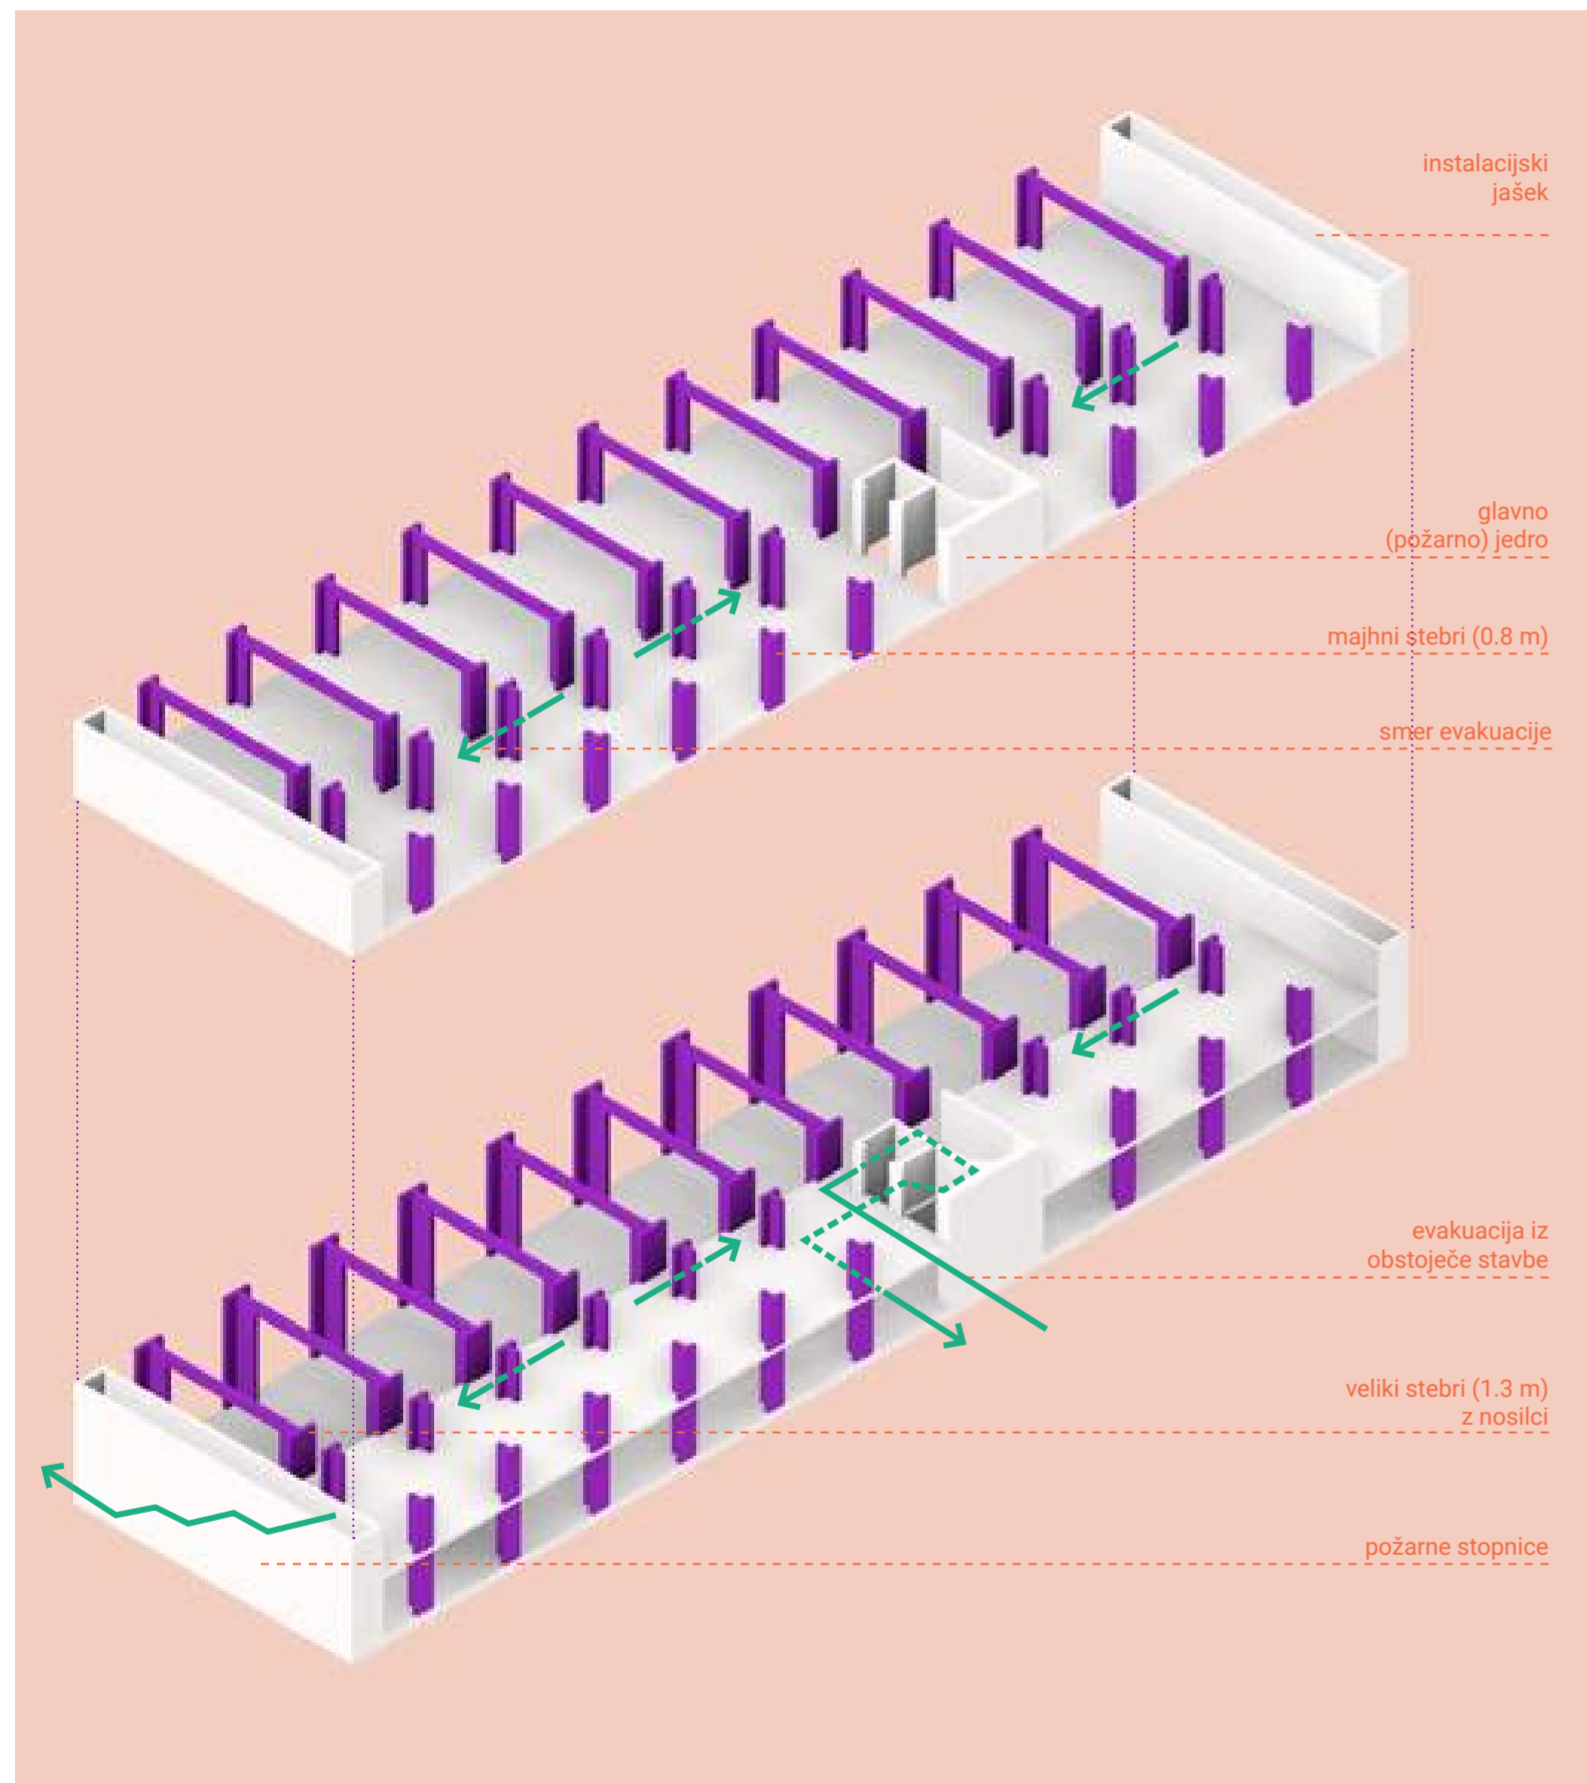 instalacijski
jašek
glavno
(požarno) jedro
majhni stebri (0.8 m)
smer evakuacije
evakuacija iz
obstoječe stavbe
veliki stebri (1.3 m)
z nosilci
požarne stopnice